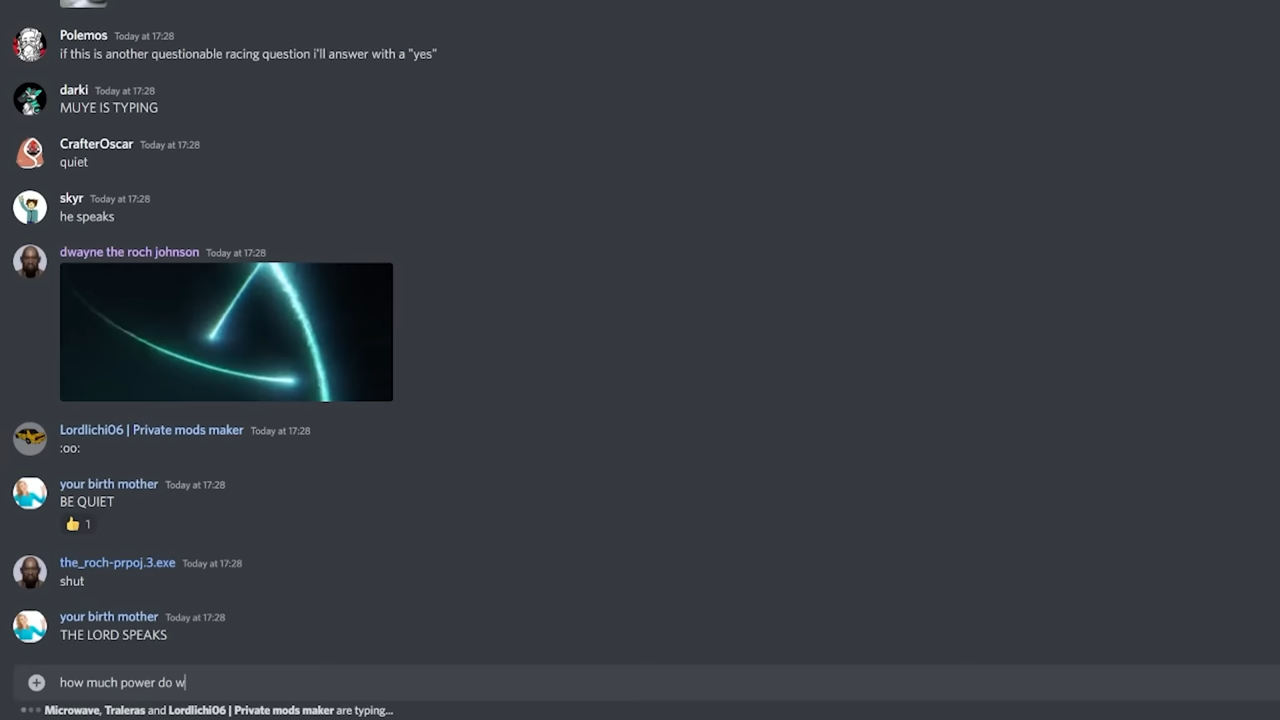 Polemos Today at 17:28
if this is another questionable racing question i'll answer with a "yes"
darki Today at 17:28
MUYE IS TYPING
CrafterOscar Today at 17:28
quiet
skyr Today at 17:28
he speaks
dwayne the roch johnson Today at 17:28
Lordlichi06 | Private mods maker Today at 17:28
:oo:
your birth mother Today at 17:28
BE QUIET
👍 1
the_roch-prpoj.3.exe Today at 17:28
shut
your birth mother Today at 17:28
THE LORD SPEAKS
how much power do w
Microwave, Traleras and Lordlichi06 | Private mods maker are typing...